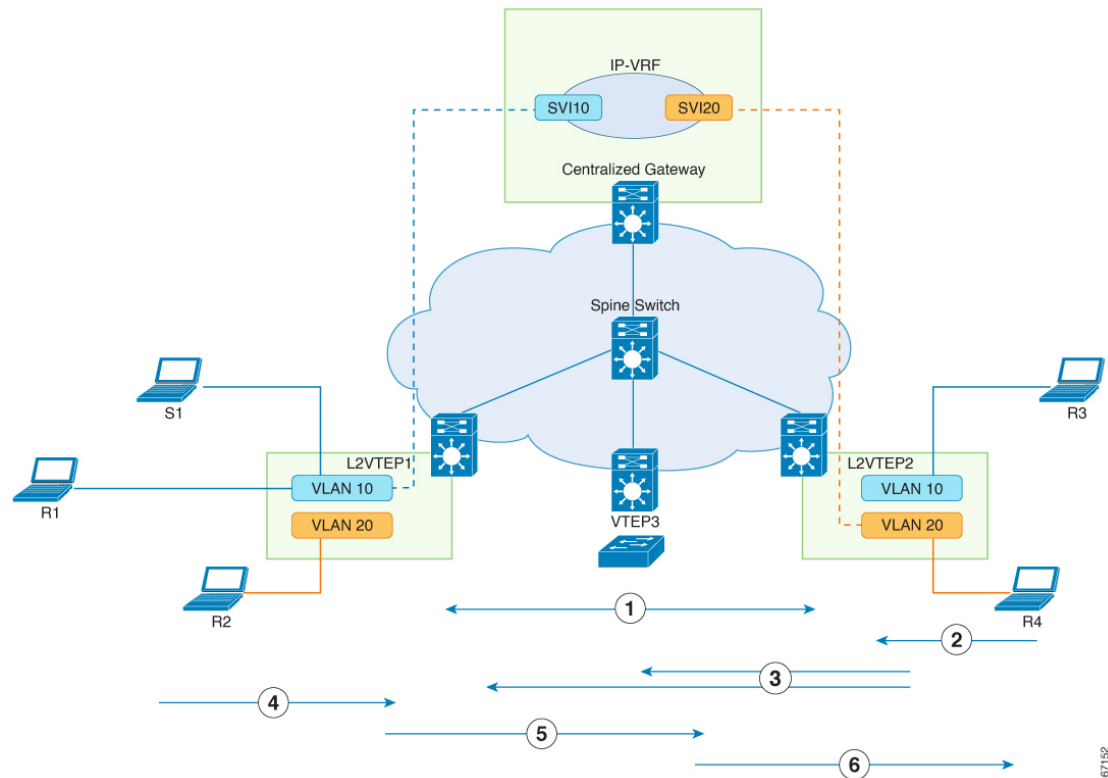 IP-VRF
SVI10
SVI20
Centralized Gateway
Spine Switch
S1
R3
L2VTEP1
L2VTEP2
VLAN 10
VLAN 10
R1
VLAN 20
VTEP3
VLAN 20
R2
R4
1
2
3
4
5
6